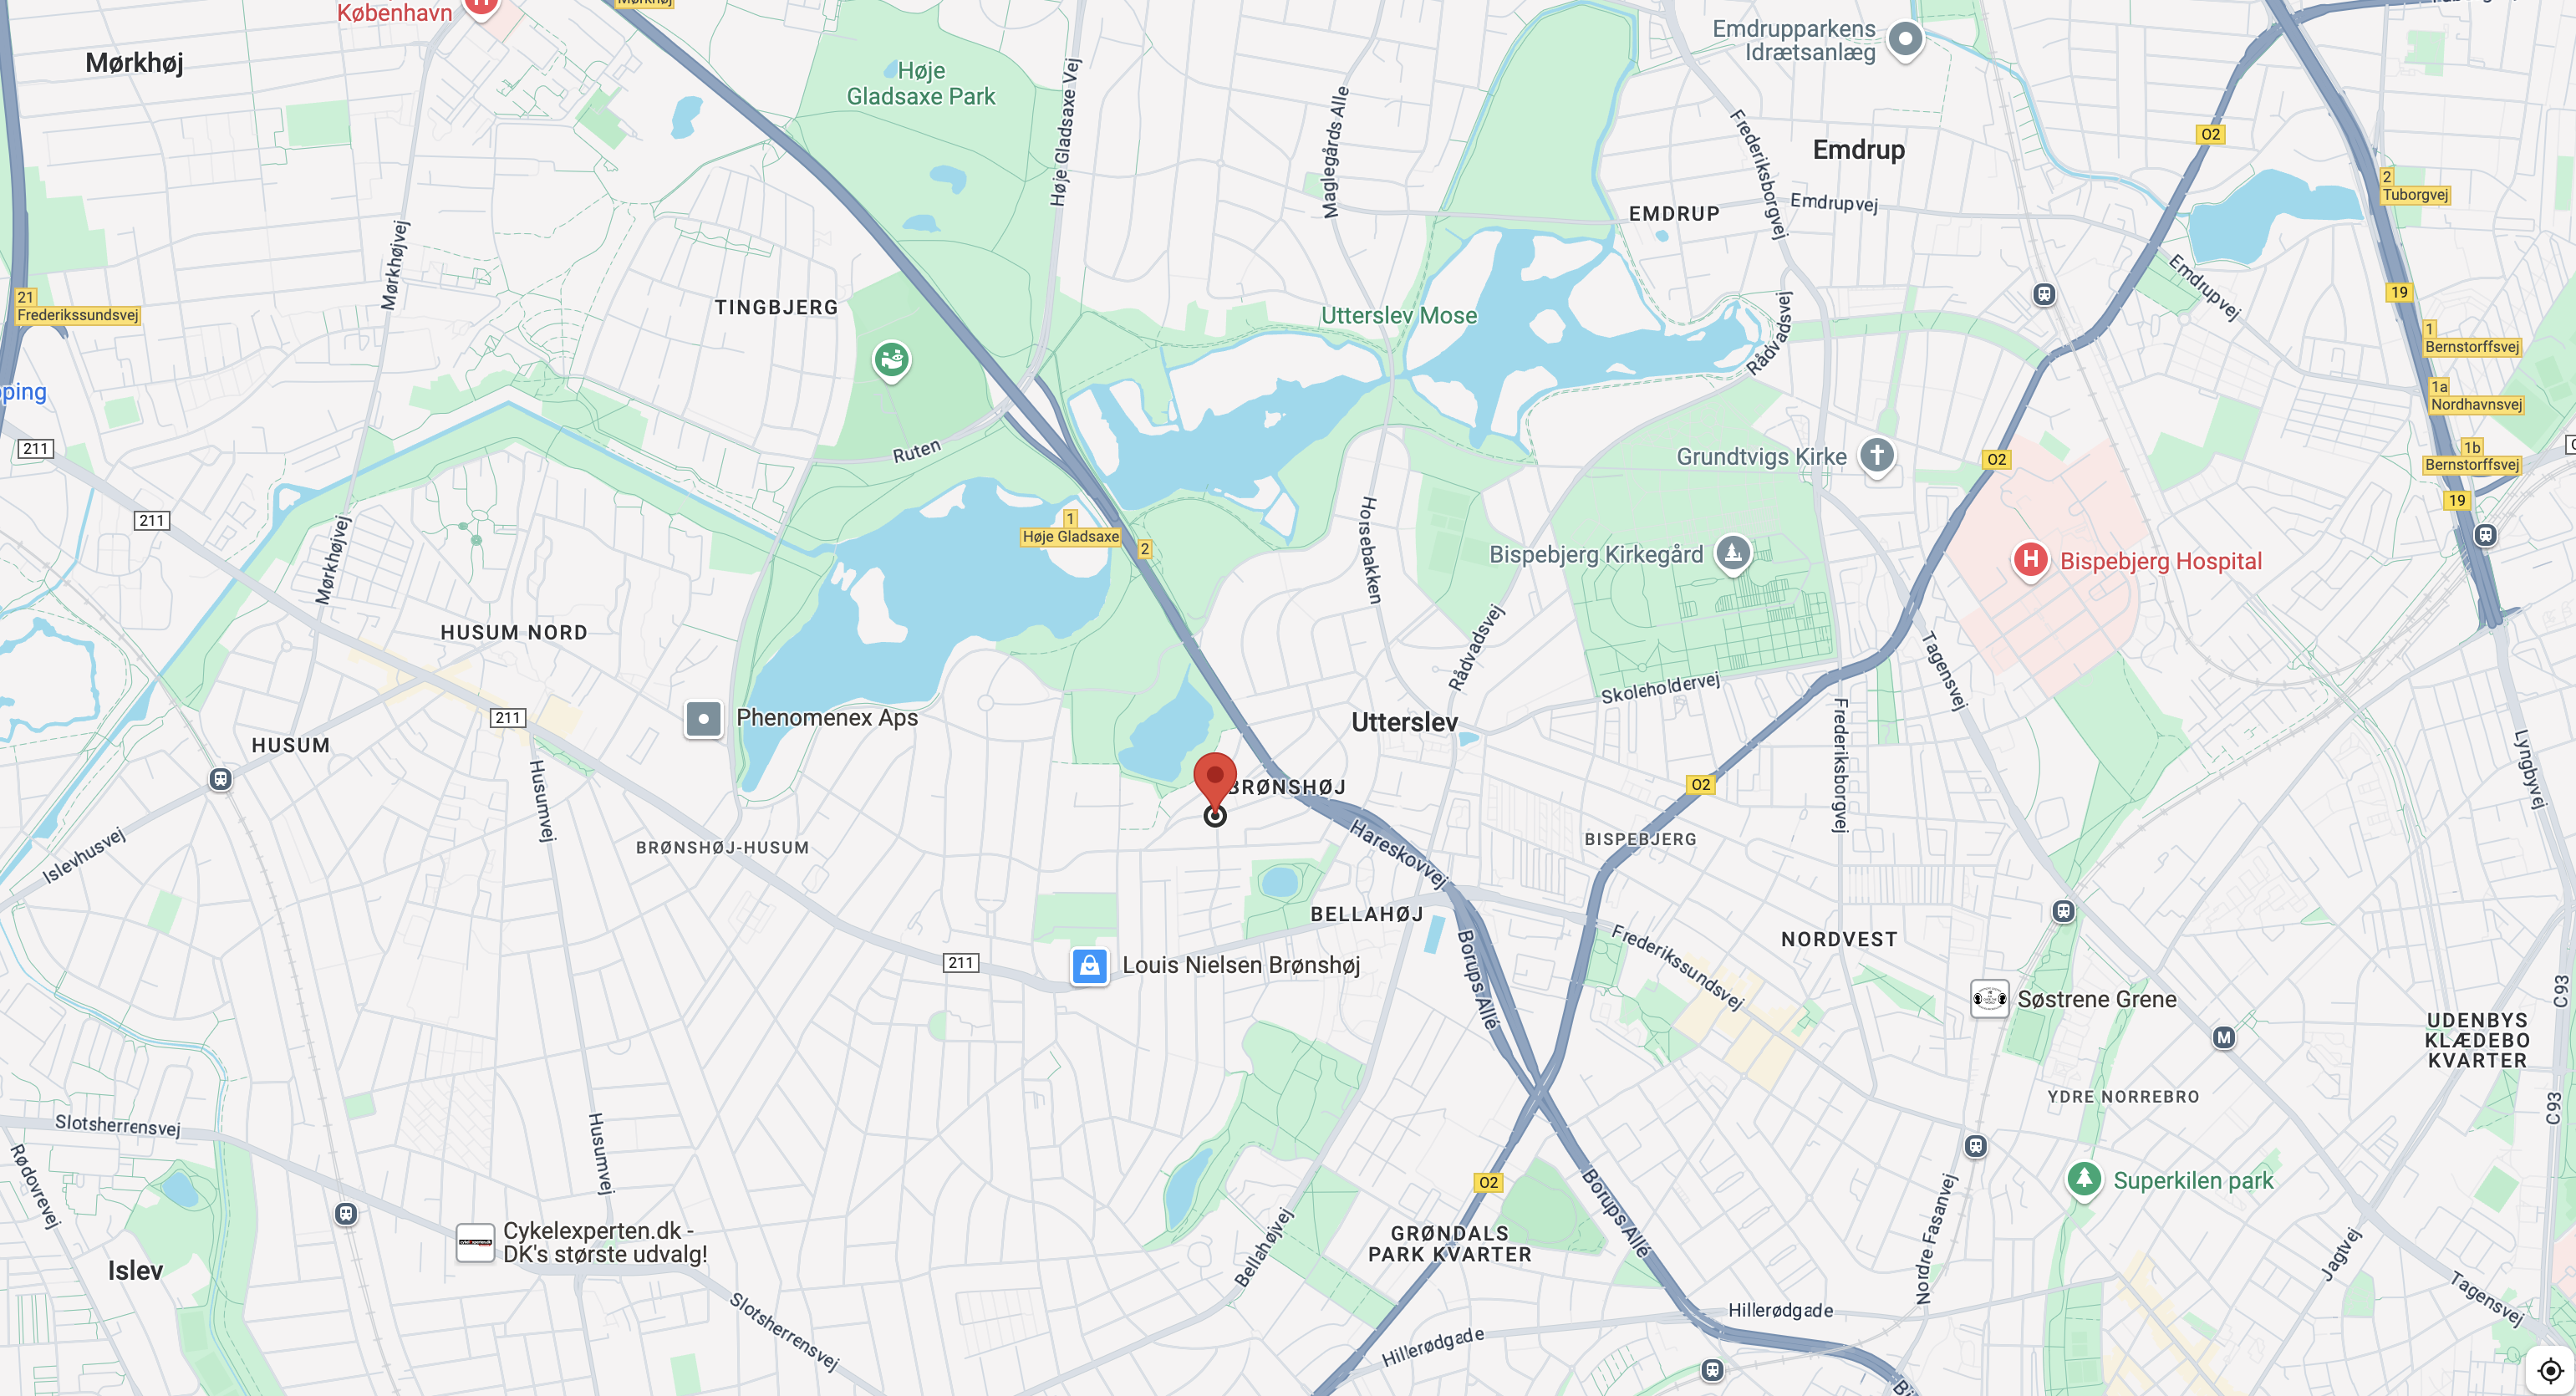 København
Mørkhøj
Mørkhøj
Høje
Gladsaxe Park
Høje Gladsaxe Vej
Maglegårds Alle
Emdrupparkens
Idrætsanlæg
Frederiksborgvej
Emdrup
O2
2
Tuborgvej
EMDRUP
Emdrupvej
Mørkhøjvej
Emdrupvej
21
Frederikssundsvej
TINGBJERG
Utterslev Mose
Rådvadsvej
19
1
Bernstorffsvej
1a
Nordhavnsvej
211
Ruten
Grundtvigs Kirke
O2
1b
Bernstorffsvej
19
211
1
Høje Gladsaxe
2
Horsebakken
Bispebjerg Kirkegård
Bispebjerg Hospital
Mørkhøjvej
HUSUM NORD
Rådvadsvej
Tagensvej
Skoleholdervej
211
Phenomenex Aps
Utterslev
Frederiksborgvej
HUSUM
Husumvej
BRØNSHØJ
O2
Lyngbyvej
Islevhusvej
BRØNSHØJ-HUSUM
Hareskovvej
BISPEBJERG
BELLAHØJ
NORDVEST
211
Louis Nielsen Brønshøj
Borups Allé
Frederikssundsvej
Søstrene Grene
C93
UDENBYS
KLÆDEBO
KVARTER
YDRE NORREBRO
C93
Slotsherrensvej
Husumvej
Rødovrevej
O2
Borups Allé
Superkilen park
Cykelexperten.dk -
DK's største udvalg!
Bellahøjvej
GRØNDALS
PARK KVARTER
Nordre Fasanvej
Jagtvej
Islev
Slotsherrensvej
Hillerødgade
Hillerødgade
Tagensvej